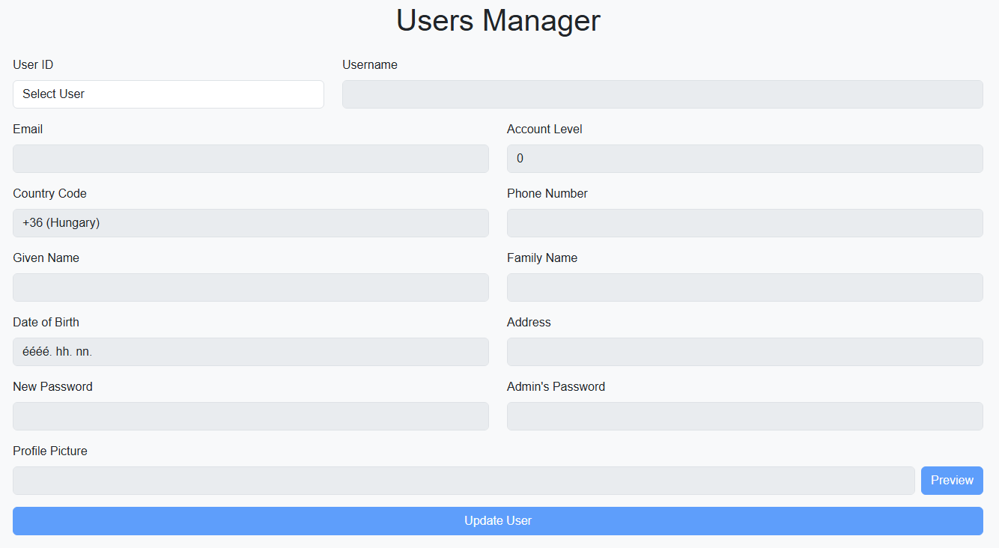 Users Manager
User ID
Username
Select User
Email
Account Level
0
Country Code
Phone Number
+36 (Hungary)
Given Name
Family Name
Date of Birth
Address
éééé. hh. nn.
New Password
Admin's Password
Profile Picture
Preview
Update User